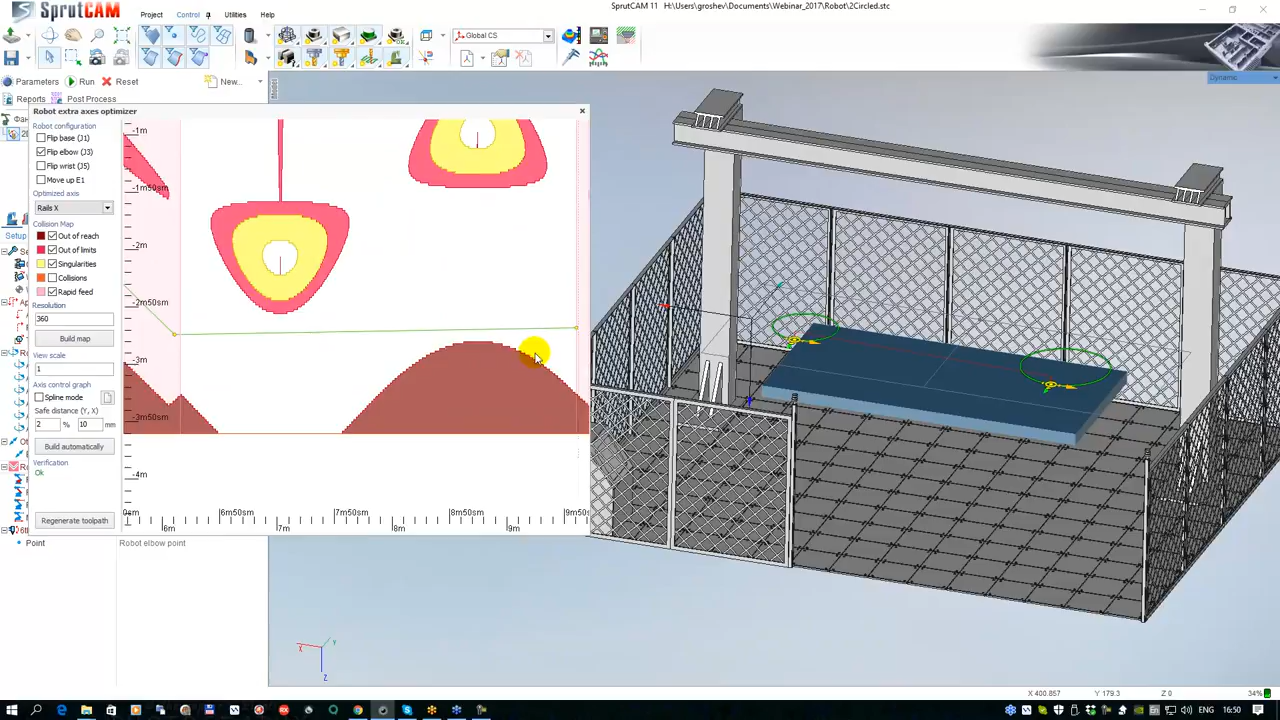 SprutCAM
Project
Control
Utilities
Help
SprutCAM 11 H:\Users\groshev\Documents\Webinar_2017\Robot\2Circled.stc
Global CS
Parameters
Run
Reset
New...
Reports
Post Process
Model
Dynamic
Robot extra axes optimizer
Robot configuration
Flip base (J1)
Flip elbow (J3)
Flip wrist (J5)
Move up E1
Optimized axis
Rails X
Collision Map
Out of reach
Out of limits
Singularities
Collisions
Rapid feed
Resolution
360
Build map
View scale
1
Axis control graph
Spline mode
Safe distance (Y, X)
2 % 10 mm
Build automatically
Verification
Ok
Regenerate toolpath
-1m
-1m50sm
-2m
-2m50sm
-3m
-3m50sm
-4m
6m
6m50sm
7m
7m50sm
8m
8m50sm
9m
Setup
Point
Robot elbow point
X
Y
Z
X 400.857
Y 179.3
Z 0
34%
ENG
16:50